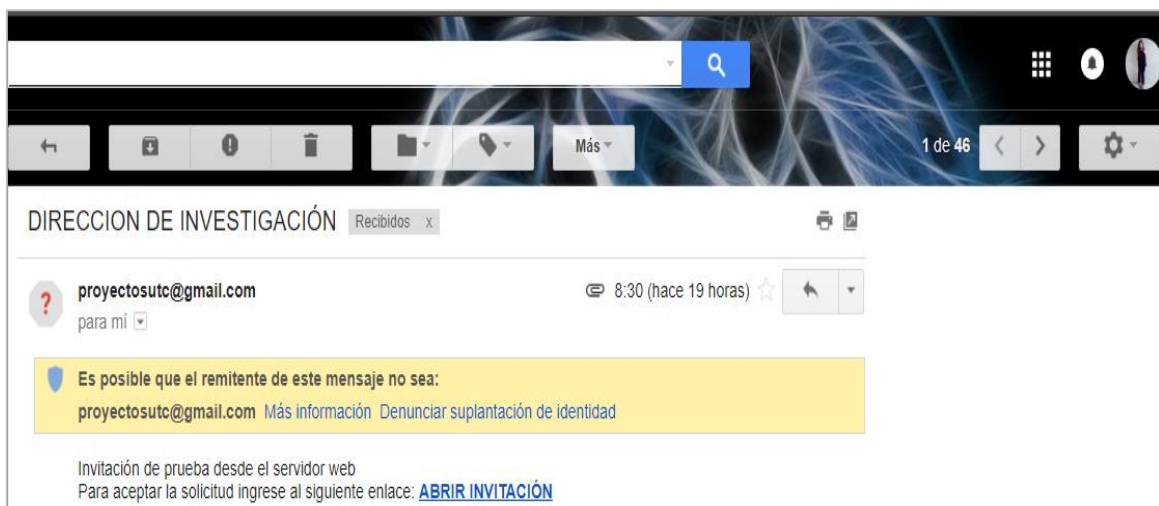 Más
1 de 46
DIRECCION DE INVESTIGACIÓN Recibidos x
proyectosutc@gmail.com 8:30 (hace 19 horas)
para mí
Es posible que el remitente de este mensaje no sea:
proyectosutc@gmail.com Más información Denunciar suplantación de identidad
Invitación de prueba desde el servidor web
Para aceptar la solicitud ingrese al siguiente enlace: ABRIR INVITACIÓN